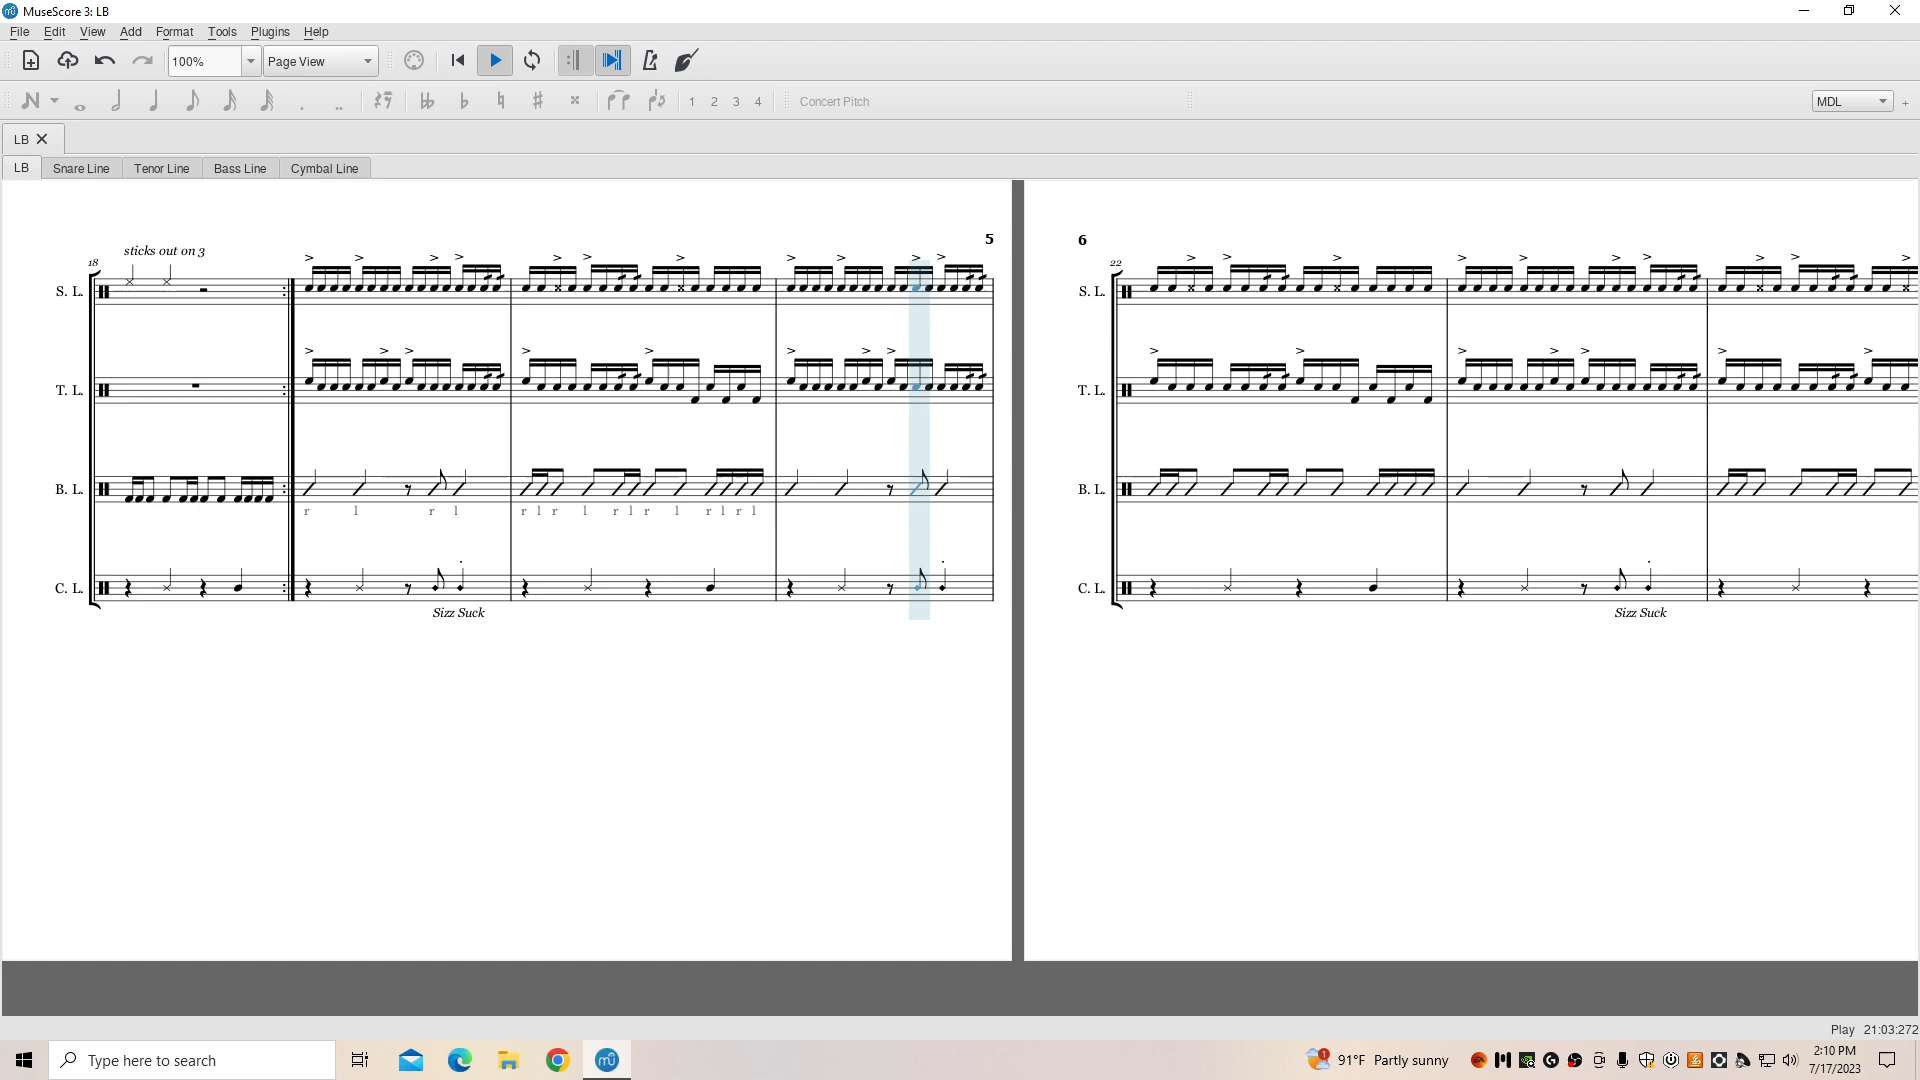 MuseScore 3: LB
File Edit View Add Format Tools Plugins Help
100% Page View
1 2 3 4 Concert Pitch MDL
LB
LB Snare Line Tenor Line Bass Line Cymbal Line
5
6
sticks out on 3
18
22
S. L.
S. L.
T. L.
T. L.
B. L.
B. L.
r l r l r l r l r l r l r l r l
C. L.
C. L.
Sizz Suck
Sizz Suck
Play 21:03:272
Type here to search
91°F Partly sunny
2:10 PM
7/17/2023